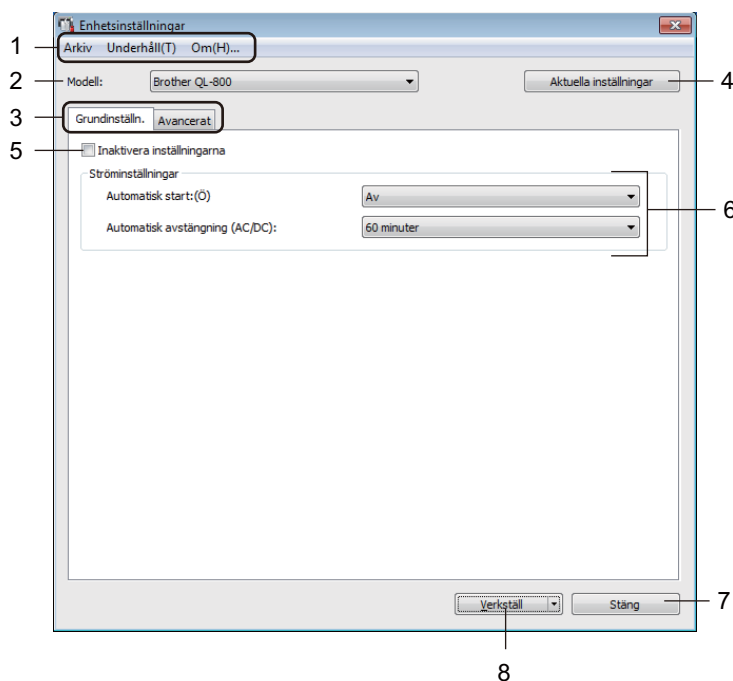 Enhetsinställningar
1 Arkiv Underhåll(T) Om(H)...
2 Modell: Brother QL-800 Aktuella inställningar 4
3 Grundinställn. Avancerat
5 Inaktivera inställningarna
Ströminställningar
Automatisk start:(Ö) Av
6
Automatisk avstängning (AC/DC): 60 minuter
Verkställ Stäng 7
8